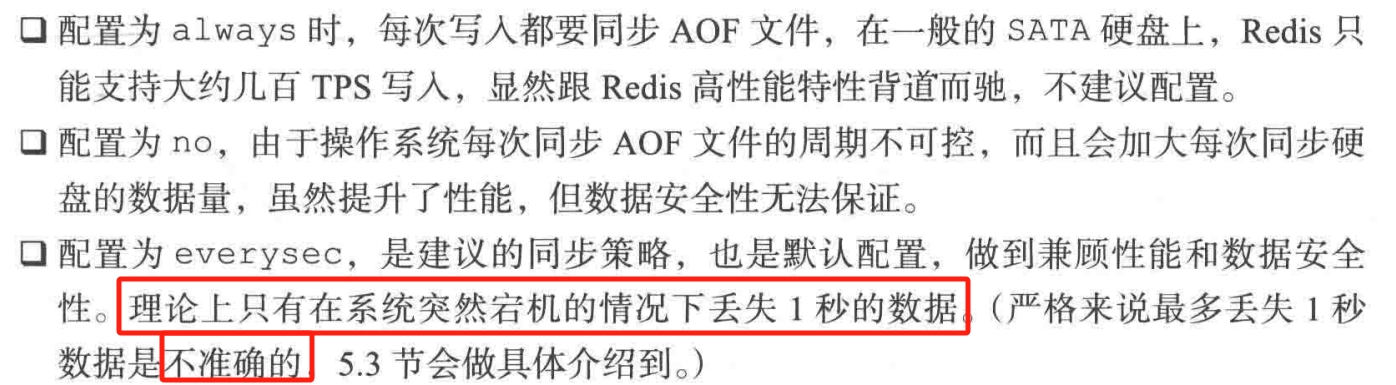 ❑ 配置为 always 时，每次写入都要同步 AOF 文件，在一般的 SATA 硬盘上，Redis 只
能支持大约几百 TPS 写入，显然跟 Redis 高性能特性背道而驰，不建议配置。
❑ 配置为 no，由于操作系统每次同步 AOF 文件的周期不可控，而且会加大每次同步硬
盘的数据量，虽然提升了性能，但数据安全性无法保证。
❑ 配置为 everysec，是建议的同步策略，也是默认配置，做到兼顾性能和数据安全
性。理论上只有在系统突然宕机的情况下丢失 1 秒的数据。（严格来说最多丢失 1 秒
数据是不准确的，5.3 节会做具体介绍到。）